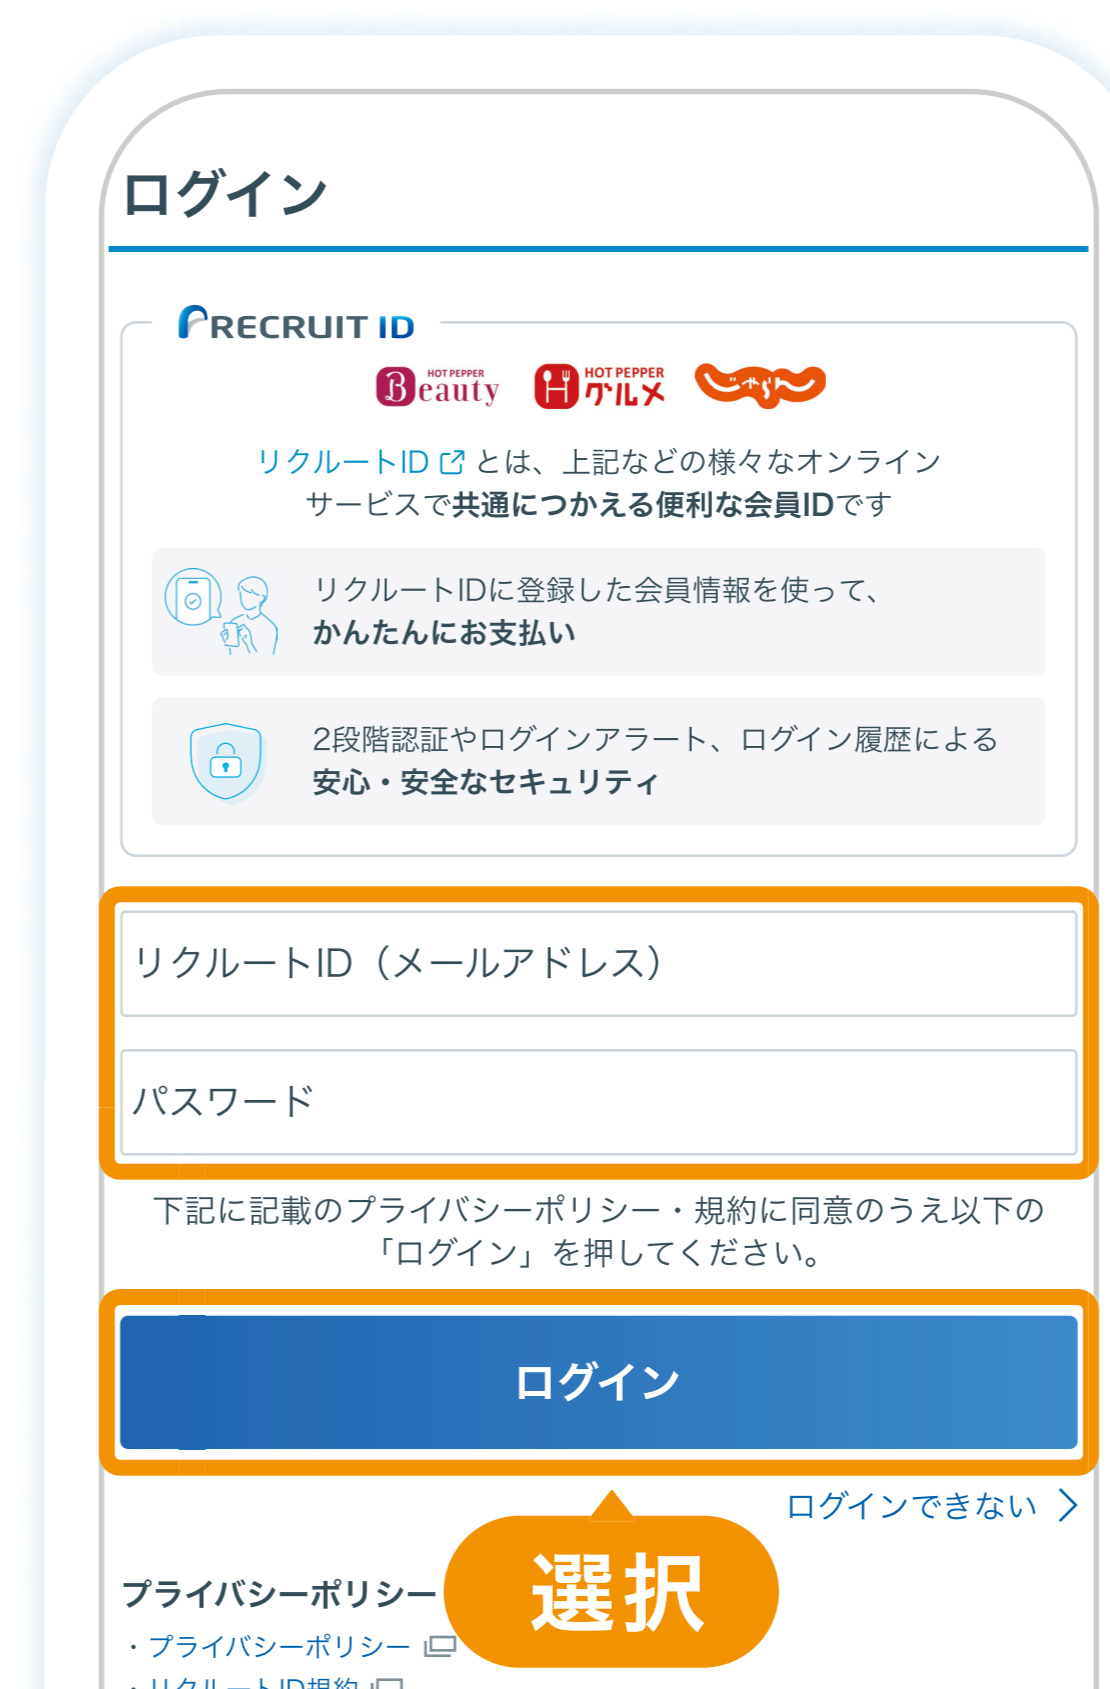 ログイン
RECRUIT ID
HOT PEPPER Beauty HOT PEPPER グルメ じゃらん
リクルートID とは、上記などの様々なオンライン
サービスで共通につかえる便利な会員IDです
リクルートIDに登録した会員情報を使って、
かんたんにお支払い
2段階認証やログインアラート、ログイン履歴による
安心・安全なセキュリティ
リクルートID（メールアドレス）
パスワード
下記に記載のプライバシーポリシー・規約に同意のうえ以下の
「ログイン」を押してください。
ログイン
ログインできない
選択
プライバシーポリシー
・プライバシーポリシー
・リクルートID規約